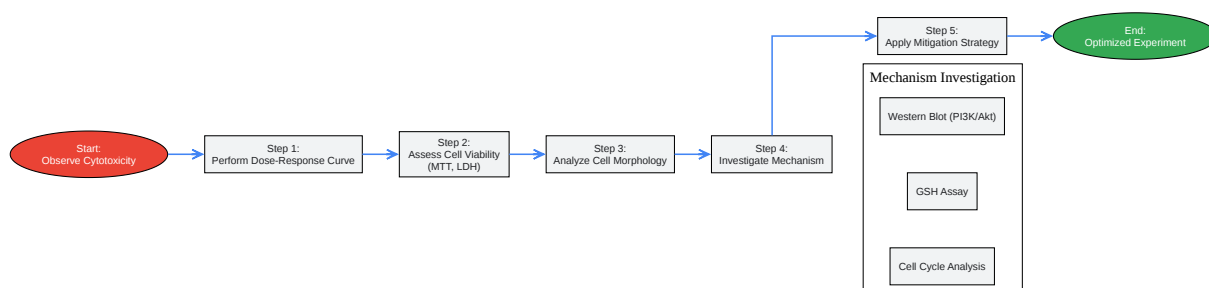 Start:
Observe Cytotoxicity
Step 1:
Perform Dose-Response Curve
Step 2:
Assess Cell Viability
(MTT, LDH)
Step 3:
Analyze Cell Morphology
Step 4:
Investigate Mechanism
Step 5:
Apply Mitigation Strategy
End:
Optimized Experiment
Mechanism Investigation
Western Blot (PI3K/Akt)
GSH Assay
Cell Cycle Analysis